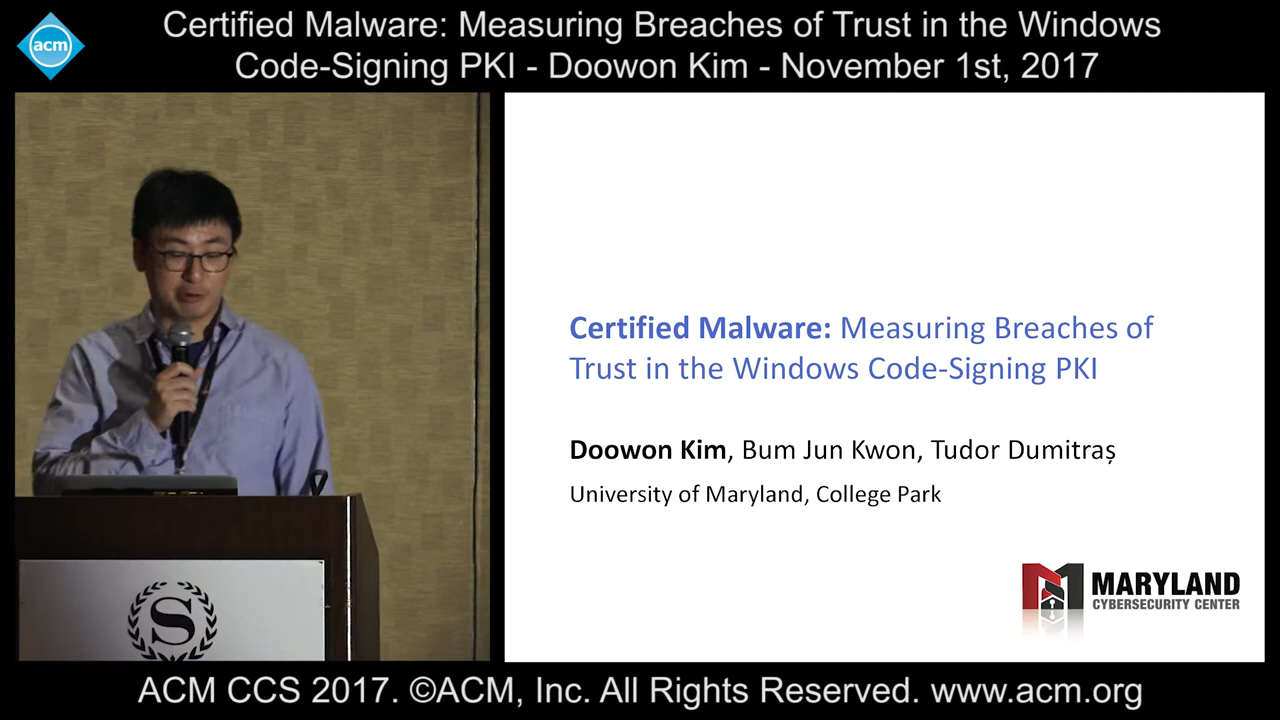 acm
Certified Malware: Measuring Breaches of Trust in the Windows
Code-Signing PKI - Doowon Kim - November 1st, 2017
Certified Malware: Measuring Breaches of
Trust in the Windows Code-Signing PKI
Doowon Kim, Bum Jun Kwon, Tudor Dumitraș
University of Maryland, College Park
MARYLAND
CYBERSECURITY CENTER
S
ACM CCS 2017. ©ACM, Inc. All Rights Reserved. www.acm.org